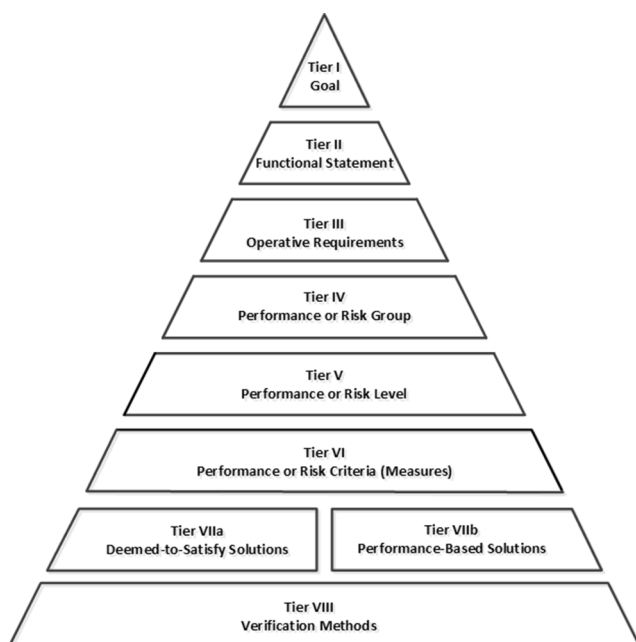 Tier I
Goal
Tier II
Functional Statement
Tier III
Operative Requirements
Tier IV
Performance or Risk Group
Tier V
Performance or Risk Level
Tier VI
Performance or Risk Criteria (Measures)
Tier VIIa
Deemed-to-Satisfy Solutions
Tier VIIb
Performance-Based Solutions
Tier VIII
Verification Methods